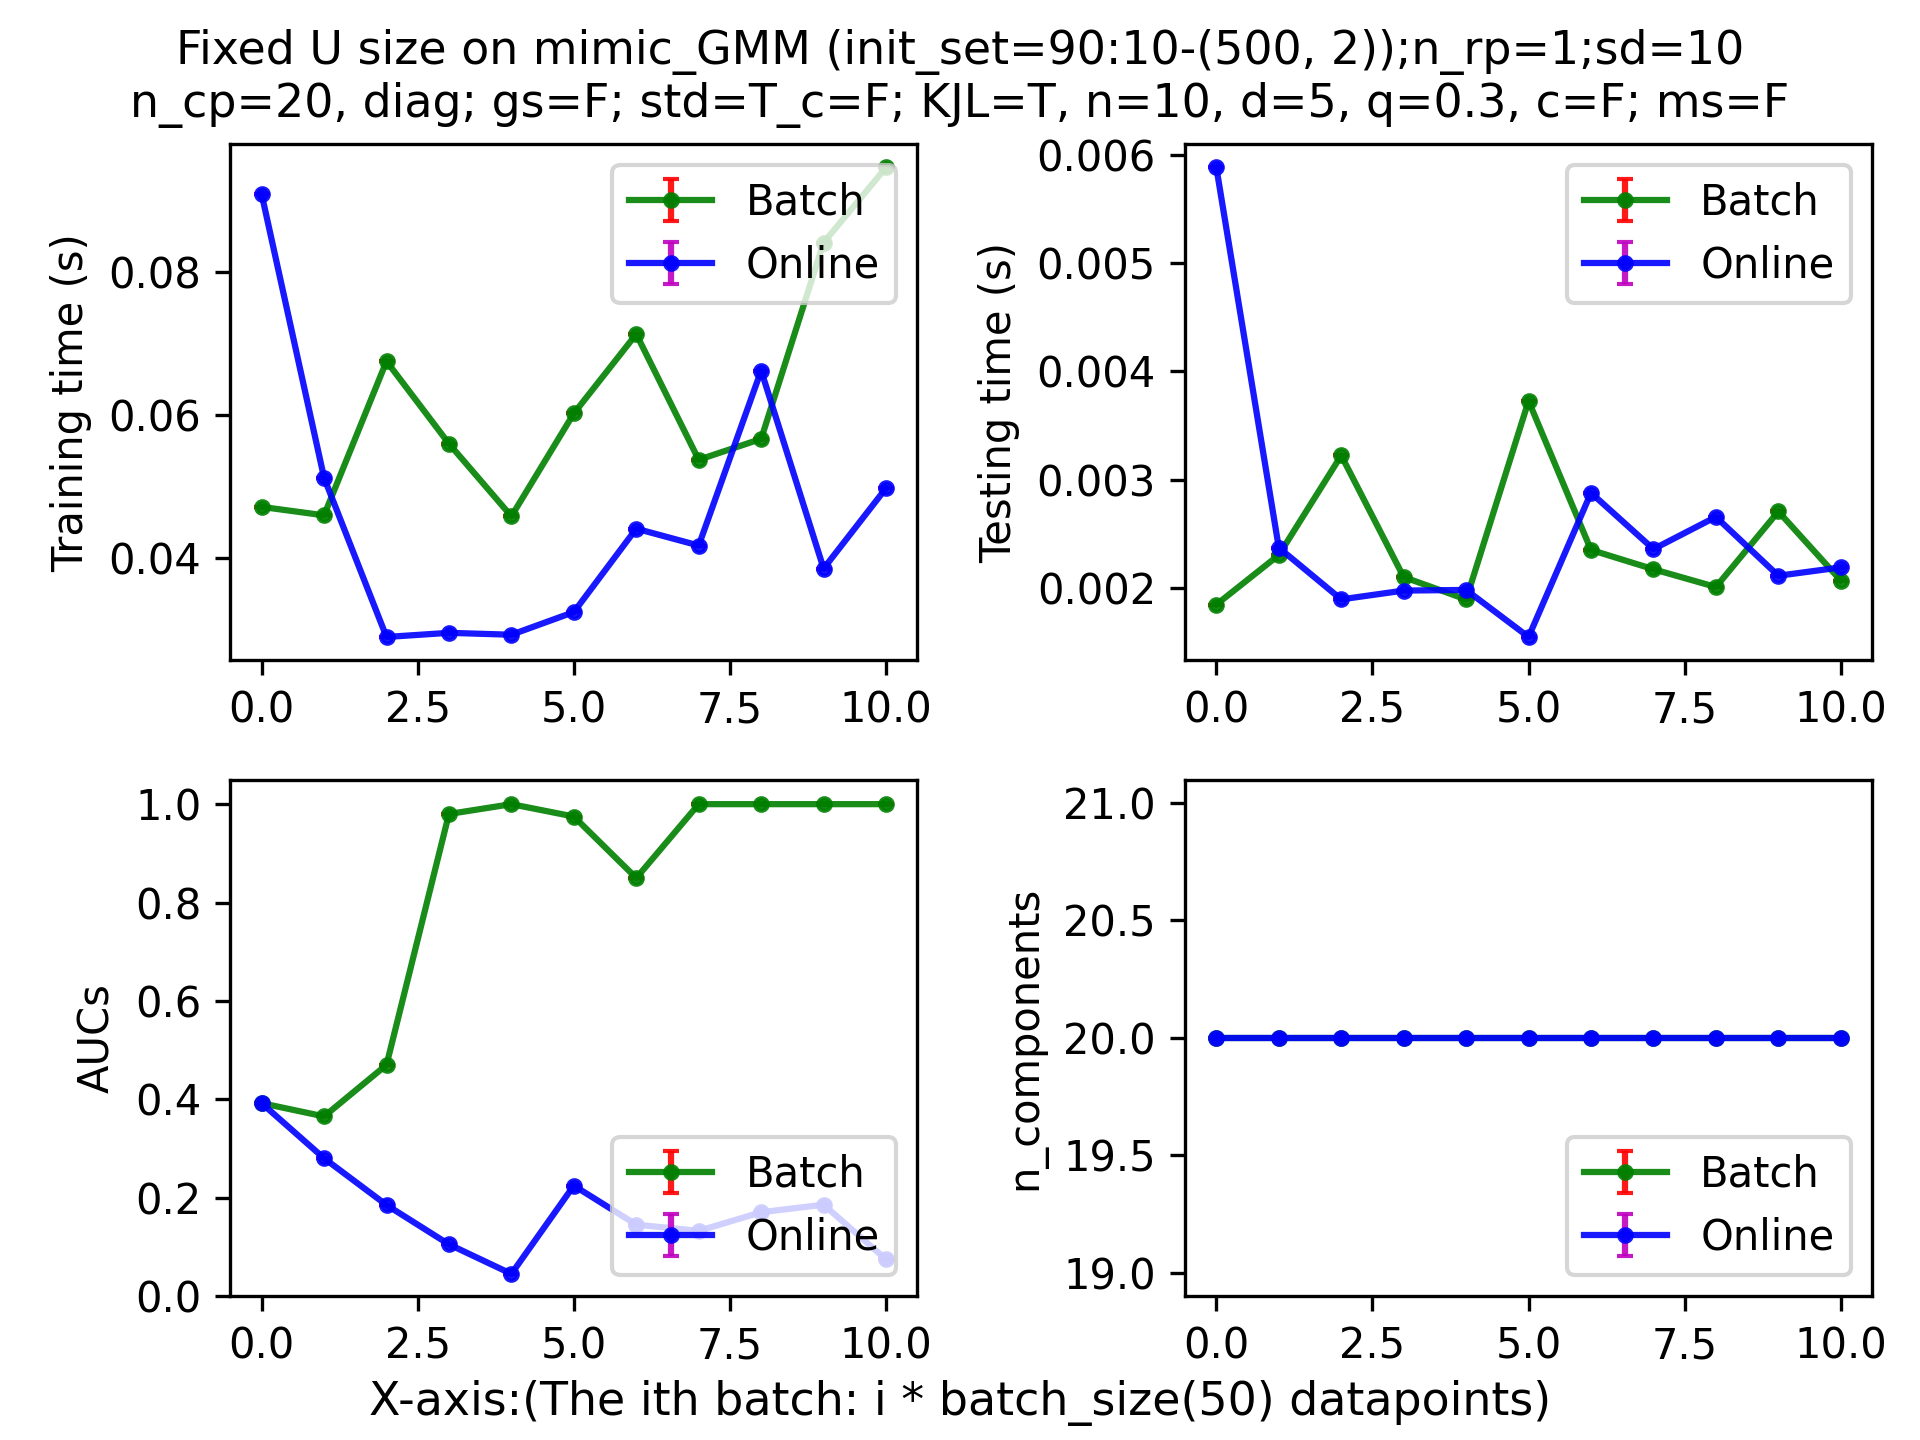 Fixed U size on mimic_GMM (init_set=90:10-(500, 2));n_rp=1;sd=10
n_cp=20, diag; gs=F; std=T_c=F; KJL=T, n=10, d=5, q=0.3, c=F; ms=F
Training time (s)
0.08
0.06
0.04
Batch
Online
0.0 2.5 5.0 7.5 10.0
Testing time (s)
0.006
0.005
0.004
0.003
0.002
Batch
Online
0.0 2.5 5.0 7.5 10.0
AUCs
1.0
0.8
0.6
0.4
0.2
0.0
Batch
Online
0.0 2.5 5.0 7.5 10.0
n_components
21.0
20.5
20.0
19.5
19.0
Batch
Online
0.0 2.5 5.0 7.5 10.0
X-axis:(The ith batch: i * batch_size(50) datapoints)